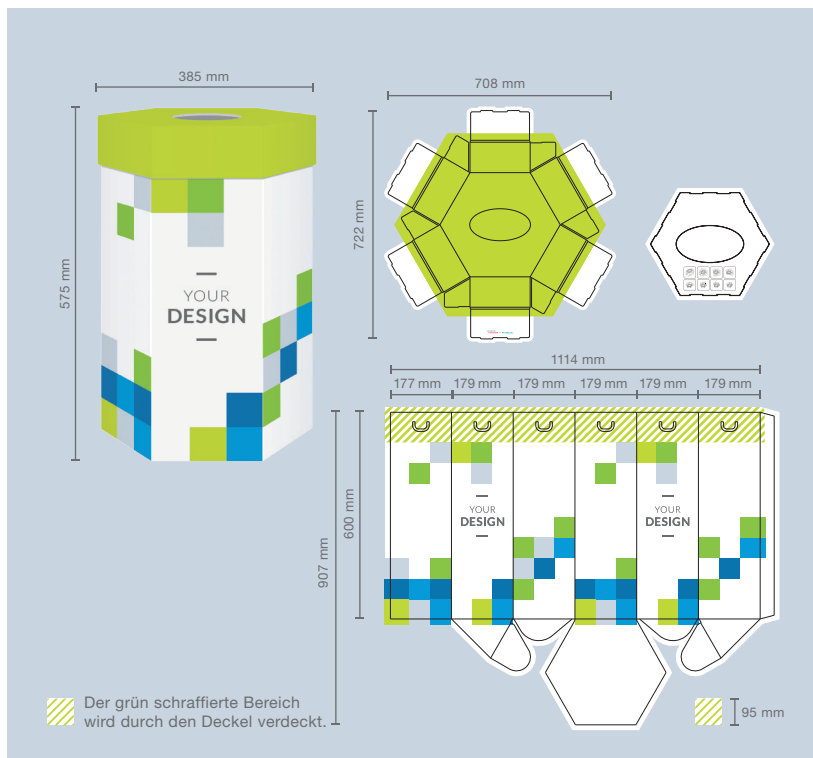 385 mm
575 mm
YOUR
DESIGN
708 mm
722 mm
1114 mm
177 mm 179 mm 179 mm 179 mm 179 mm 179 mm
907 mm
600 mm
YOUR
DESIGN
YOUR
DESIGN
Der grün schraffierte Bereich
wird durch den Deckel verdeckt.
95 mm